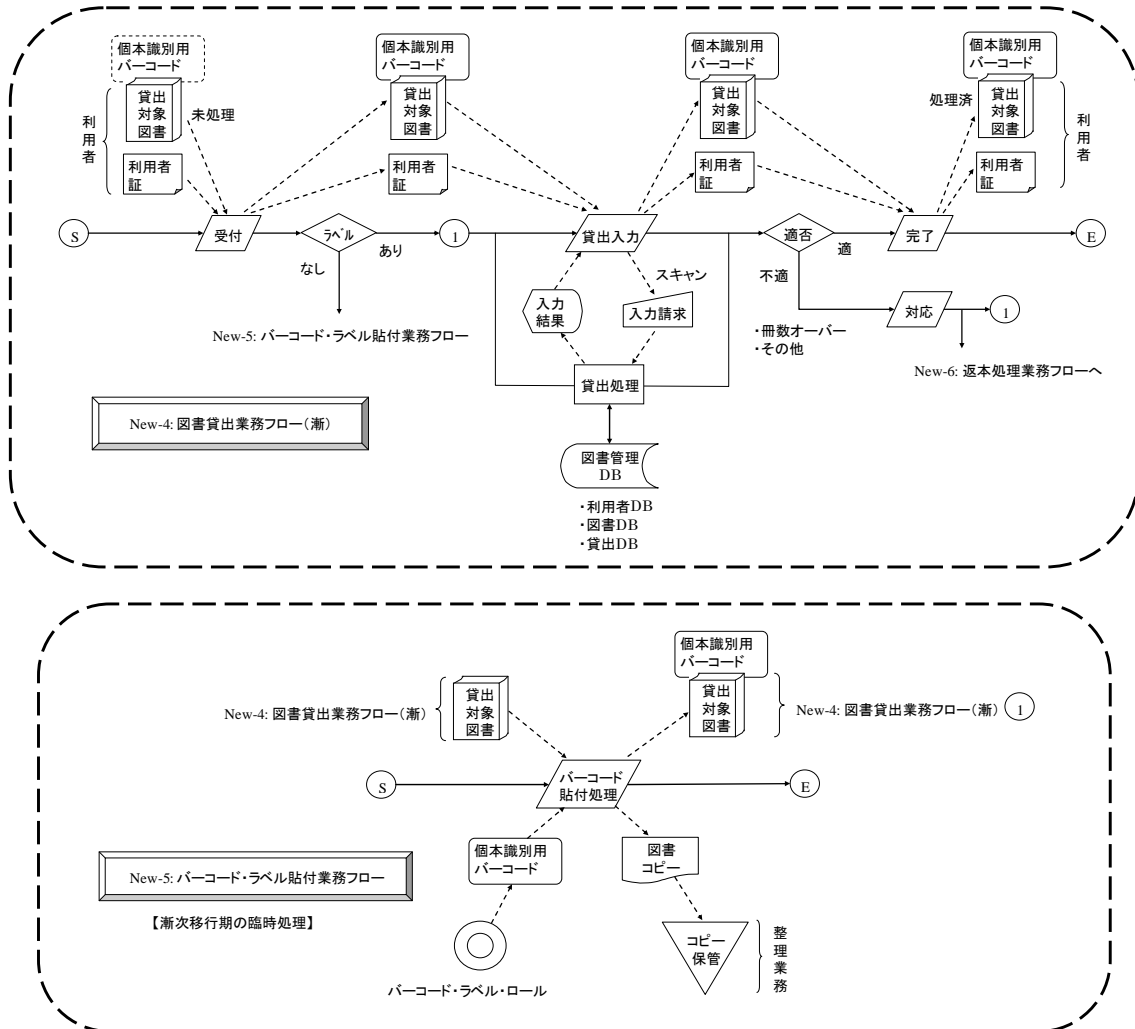 個本識別用
バーコード
貸出
対象
図書
未処理
利用者
利用者
証
個本識別用
バーコード
貸出
対象
図書
利用者
証
個本識別用
バーコード
貸出
対象
図書
利用者
証
個本識別用
バーコード
処理済
貸出
対象
図書
利用者
証
利用者
S
受付
ラベル
あり
なし
1
貸出入力
適否
適
不適
完了
E
スキャン
入力
結果
入力請求
貸出処理
・冊数オーバー
・その他
対応
1
New-5: バーコード・ラベル貼付業務フロー
New-6: 返本処理業務フローへ
New-4: 図書貸出業務フロー(漸)
図書管理
DB
・利用者DB
・図書DB
・貸出DB
個本識別用
バーコード
New-4: 図書貸出業務フロー(漸)
貸出
対象
図書
貸出
対象
図書
New-4: 図書貸出業務フロー(漸)
1
S
バーコード
貼付処理
E
個本識別用
バーコード
図書
コピー
New-5: バーコード・ラベル貼付業務フロー
【漸次移行期の臨時処理】
コピー
保管
整理業務
バーコード・ラベル・ロール